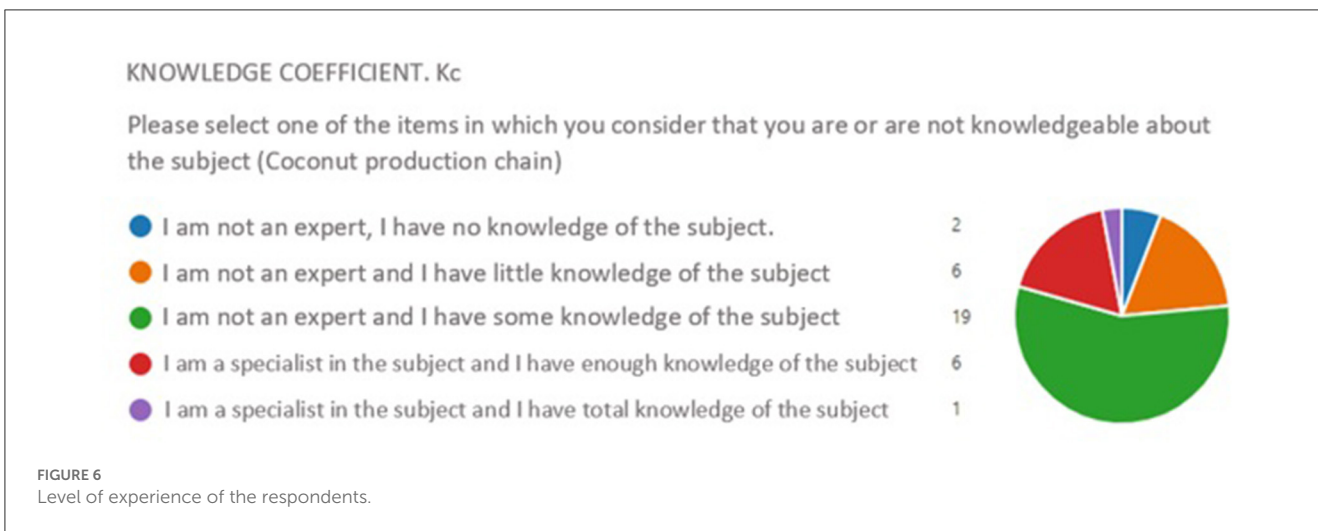 KNOWLEDGE COEFFICIENT. Kc
Please select one of the items in which you consider that you are or are not knowledgeable about
the subject (Coconut production chain)
I am not an expert, I have no knowledge of the subject. 2
I am not an expert and I have little knowledge of the subject 6
I am not an expert and I have some knowledge of the subject 19
I am a specialist in the subject and I have enough knowledge of the subject 6
I am a specialist in the subject and I have total knowledge of the subject 1
FIGURE 6
Level of experience of the respondents.